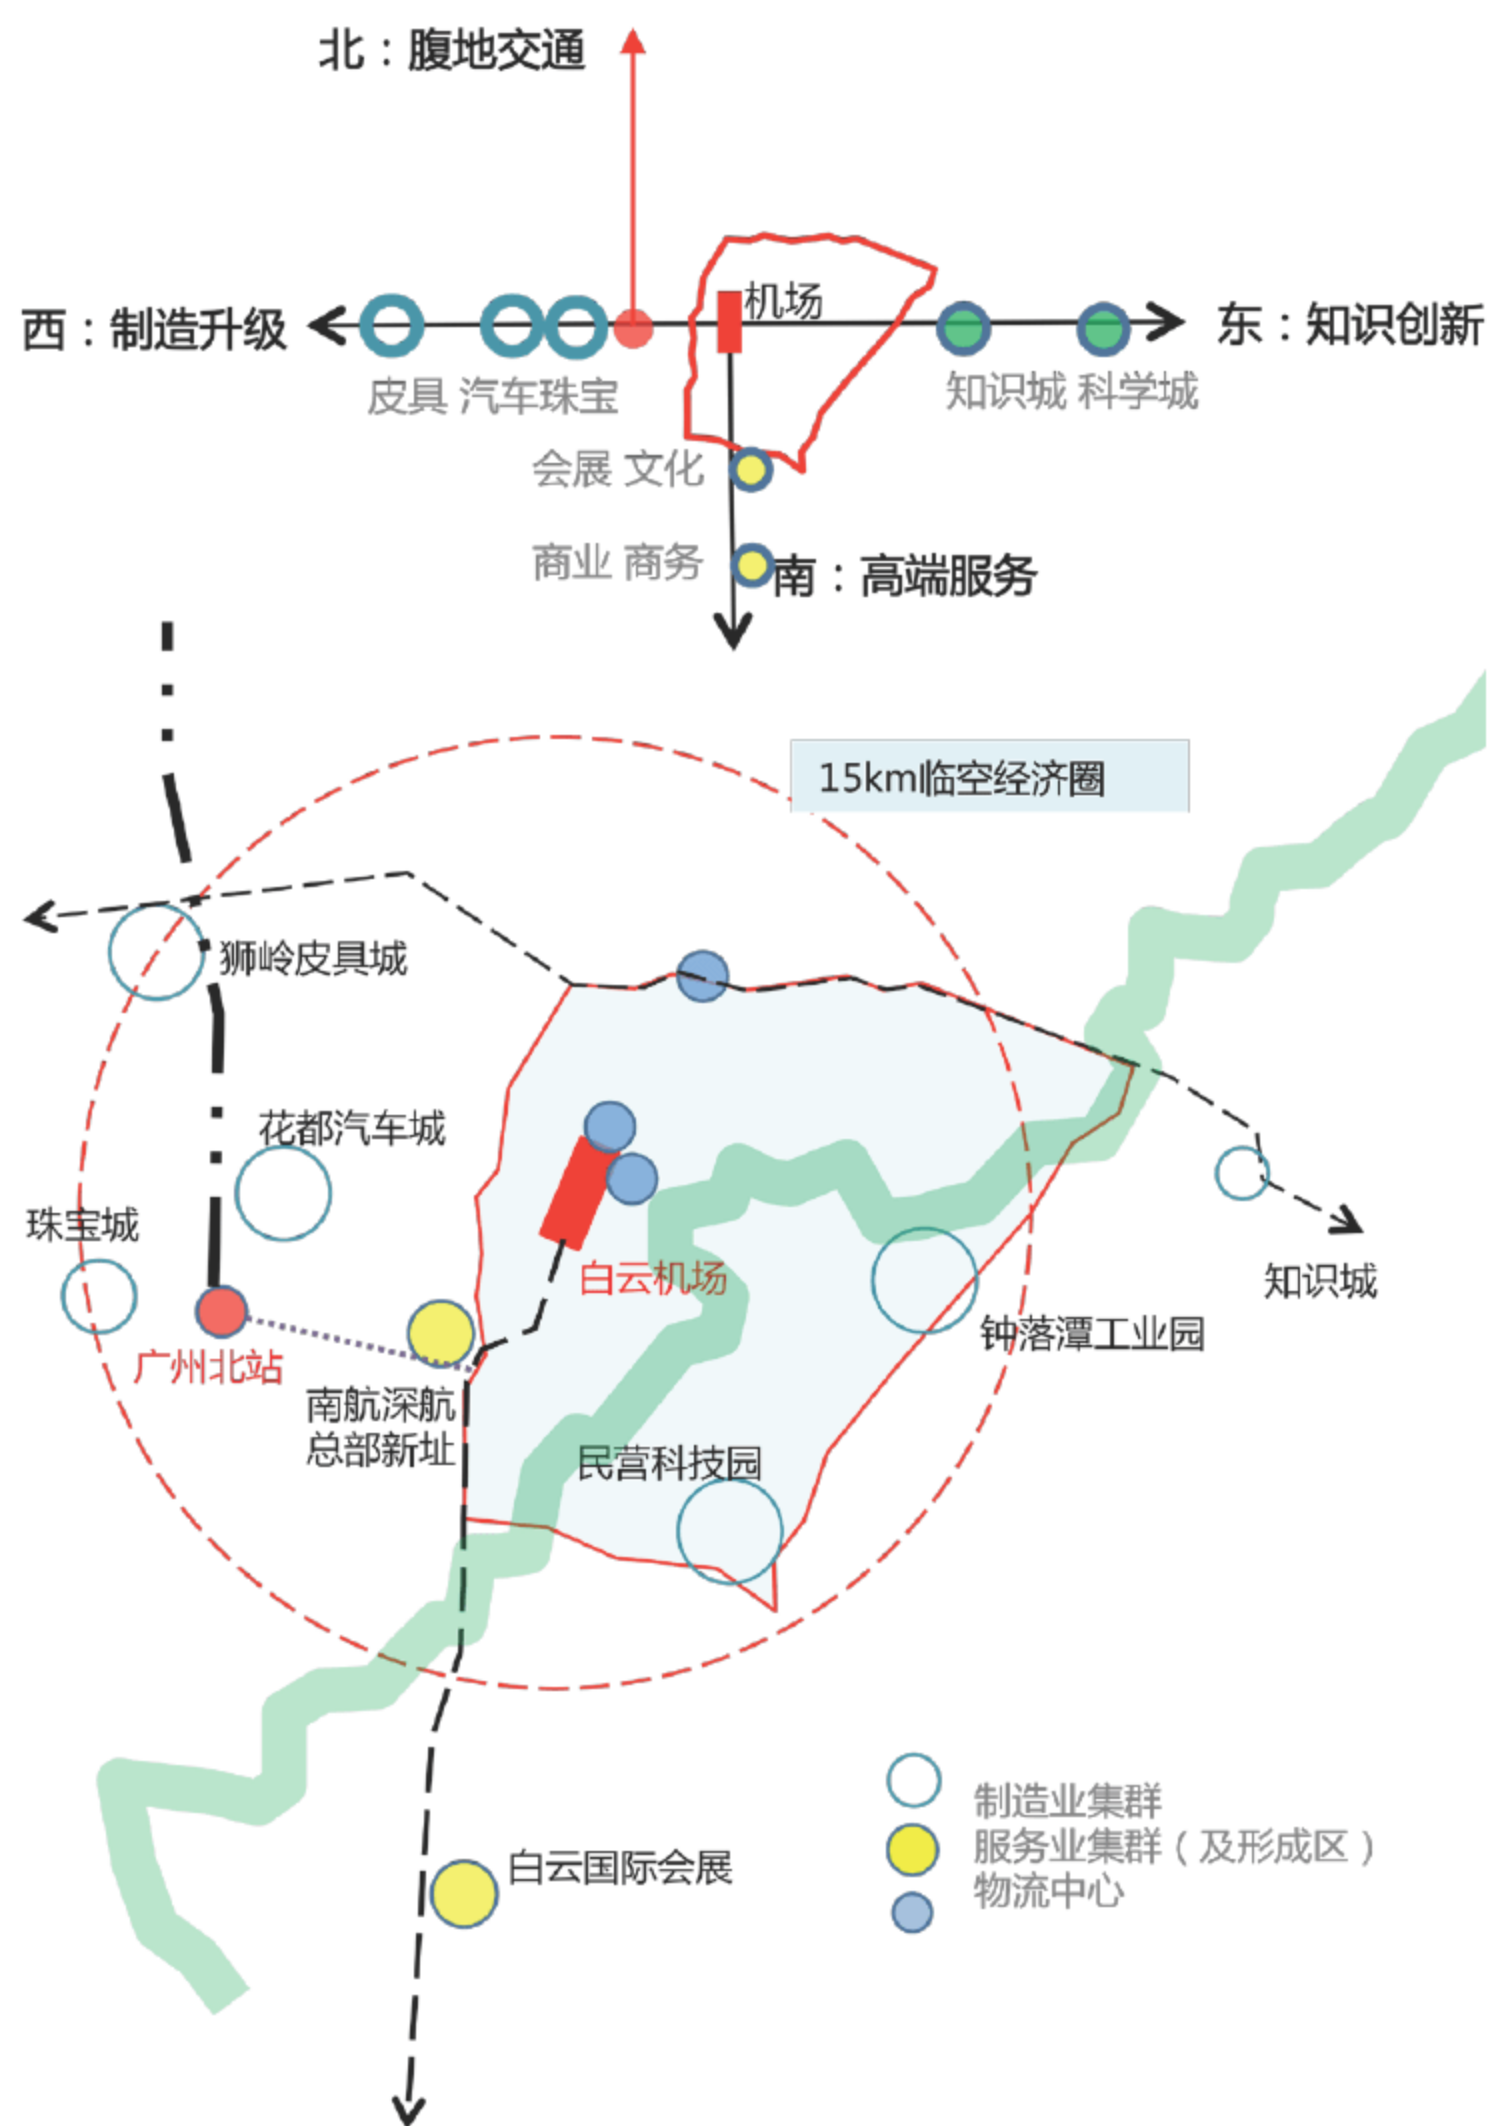 北：腹地交通
机场
西：制造升级
东：知识创新
皮具 汽车珠宝
知识城 科学城
会展 文化
商业 商务
南：高端服务
15km临空经济圈
狮岭皮具城
花都汽车城
珠宝城
白云机场
知识城
钟落潭工业园
广州北站
南航深航
总部新址
民营科技园
制造业集群
服务业集群（及形成区）
白云国际会展
物流中心